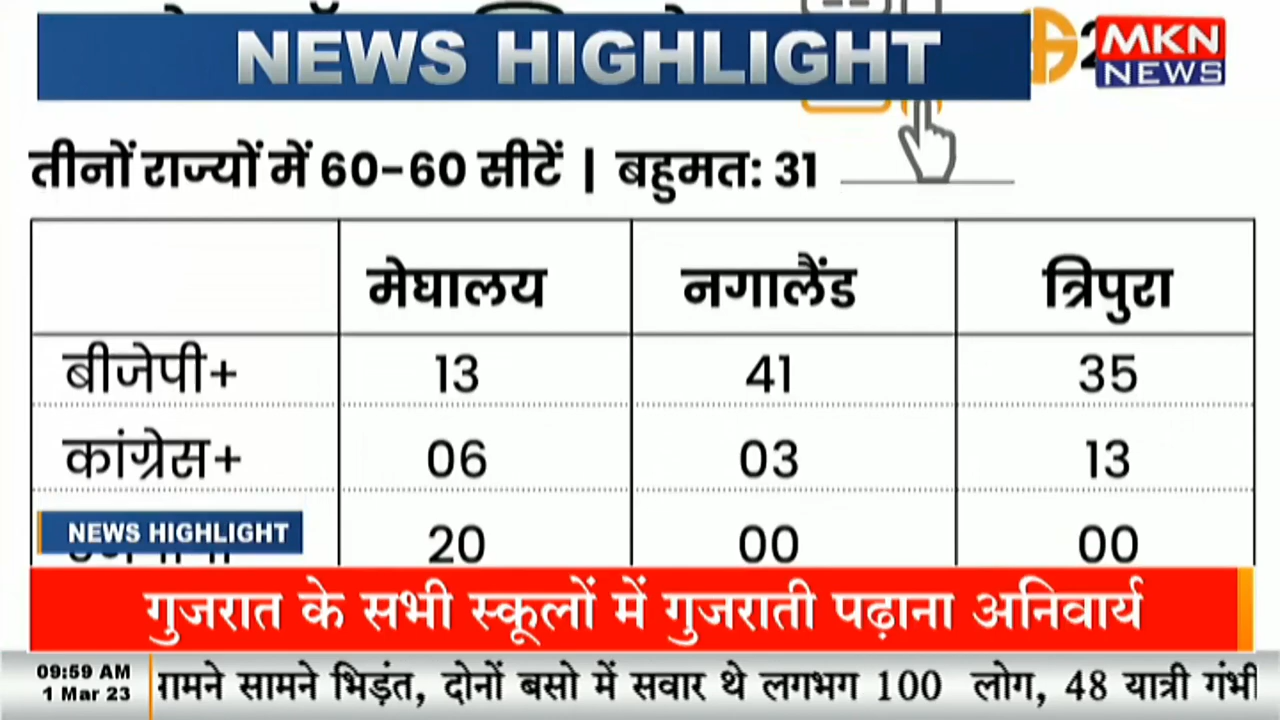 NEWS HIGHLIGHT
MKN
NEWS
तीनों राज्यों में 60-60 सीटें | बहुमत: 31
मेघालय नगालैंड त्रिपुरा
बीजेपी+ 13 41 35
कांग्रेस+ 06 03 13
NEWS HIGHLIGHT
20 00 00
गुजरात के सभी स्कूलों में गुजराती पढ़ाना अनिवार्य
09:59 AM
1 Mar 23
सामने भिड़ंत, दोनों बसो में सवार थे लगभग 100 लोग, 48 यात्री